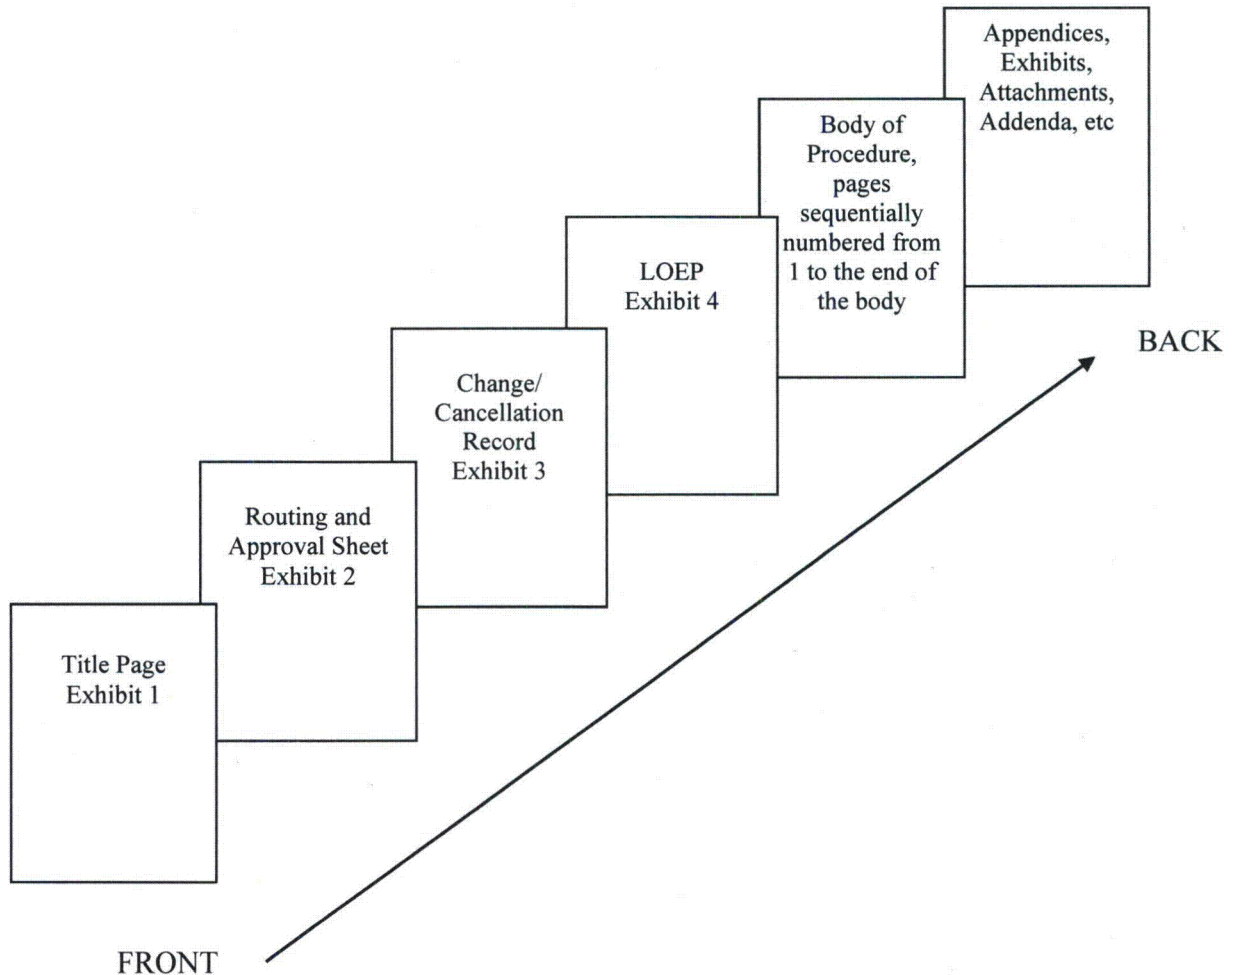 Appendices,
Exhibits,
Attachments,
Addenda, etc
Body of
Procedure,
pages
sequentially
numbered from
1 to the end of
the body
LOEP
Exhibit 4
BACK
Change/
Cancellation
Record
Exhibit 3
Routing and
Approval Sheet
Exhibit 2
Title Page
Exhibit 1
FRONT